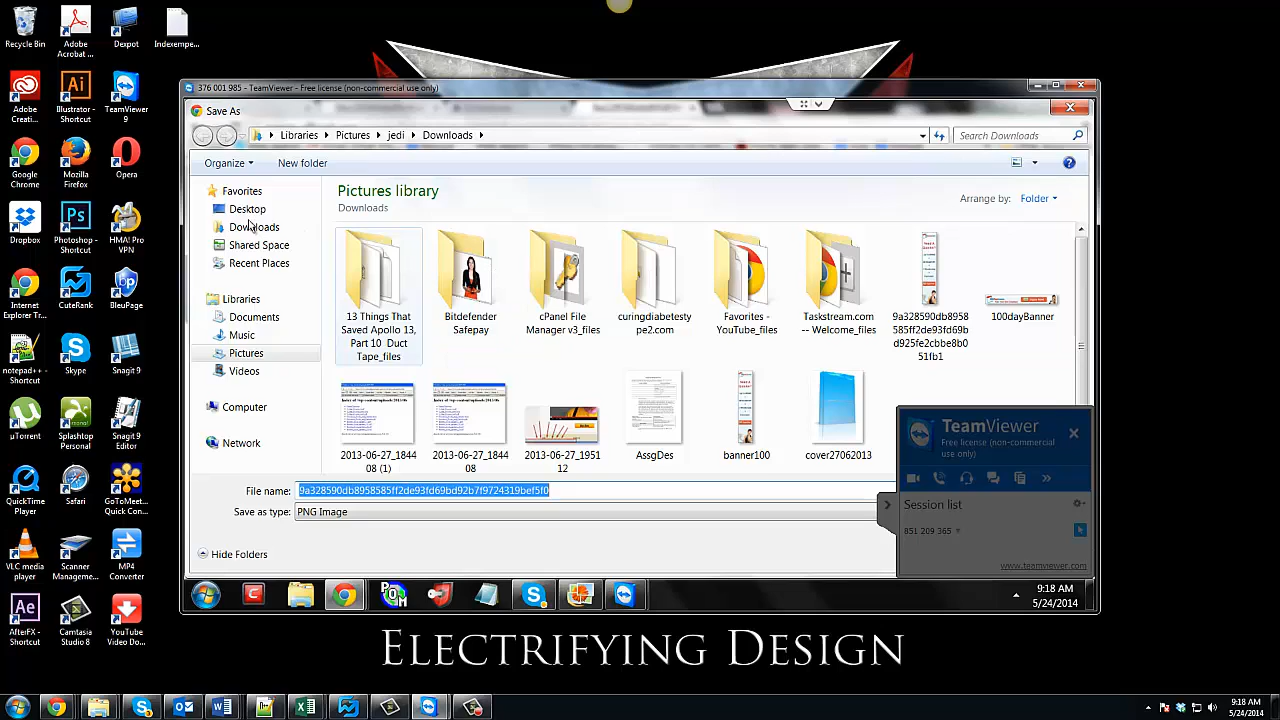 Recycle Bin
Adobe
Acrobat ...
Dexpot
Indexempe...
Adobe
Creati...
Illustrator -
Shortcut
TeamViewer
9
Google
Chrome
Mozilla
Firefox
Opera
Dropbox
Photoshop -
Shortcut
HMA! Pro
VPN
Internet
Explorer Tr...
CuteRank
BleuPage
notepad++ -
Shortcut
Skype
Snagit 9
µTorrent
Splashtop
Personal
Snagit 9
Editor
QuickTime
Player
Safari
GoToMeet...
Quick Con...
VLC media
player
Scanner
Manageme...
MP4
Converter
AfterFX -
Shortcut
Camtasia
Studio 8
YouTube
Video Do...
376 001 985 - TeamViewer - Free license (non-commercial use only)
Save As
Libraries
Pictures
jedi
Downloads
Search Downloads
Organize
New folder
Favorites
Desktop
Downloads
Shared Space
Recent Places
Libraries
Documents
Music
Pictures
Videos
Computer
Network
Pictures library
Downloads
Arrange by: Folder
13 Things That
Saved Apollo 13,
Part 10 Duct
Tape_files
Bitdefender
Safepay
cPanel File
Manager v3_files
curingdiabetesty
pe2.com
Favorites -
YouTube_files
Taskstream.com
-- Welcome_files
9a328590db8958
585ff2de93fd69b
d925fe2cbbe8b0
51fb1
100dayBanner
2013-06-27_1844
08 (1)
2013-06-27_1844
08
2013-06-27_1951
12
AssgDes
banner100
cover27062013
File name: 9a328590db8958585ff2de93fd69bd92b7f9724319bef5f0
Save as type: PNG Image
Hide Folders
TeamViewer
Free license (non-commercial
use only)
Session list
851 209 365
www.teamviewer.com
9:18 AM
5/24/2014
Electrifying Design
9:18 AM
5/24/2014